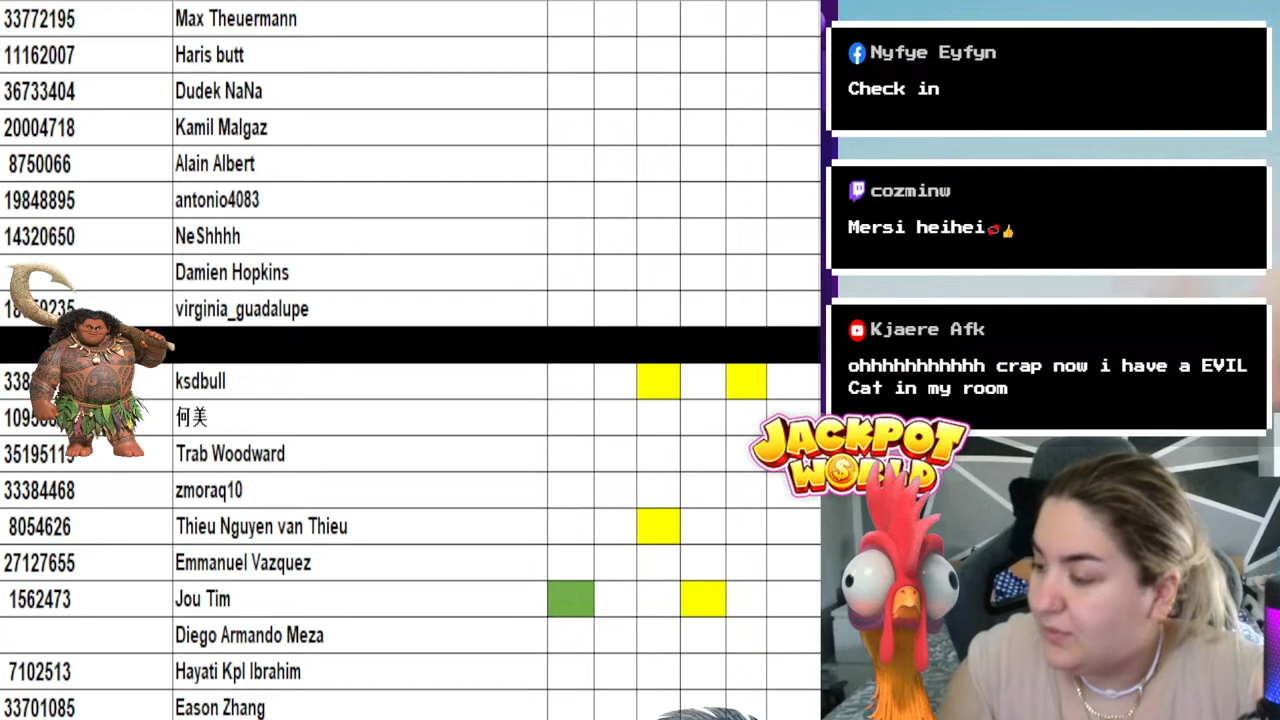 33772195 Max Theuermann
11162007 Haris butt
36733404 Dudek NaNa
20004718 Kamil Malgaz
8750066 Alain Albert
19848895 antonio4083
14320650 NeShhhh
Damien Hopkins
virginia_guadalupe
ksdbull
何美
Trab Woodward
33384468 zmoraq10
8054626 Thieu Nguyen van Thieu
27127655 Emmanuel Vazquez
1562473 Jou Tim
Diego Armando Meza
7102513 Hayati Kpl Ibrahim
33701085 Eason Zhang
Nyfye Eyfyn
Check in
cozminw
Mersi heihei
Kjaere Afk
ohhhhhhhhhhh crap now i have a EVIL
Cat in my room
JACKPOT
WORLD